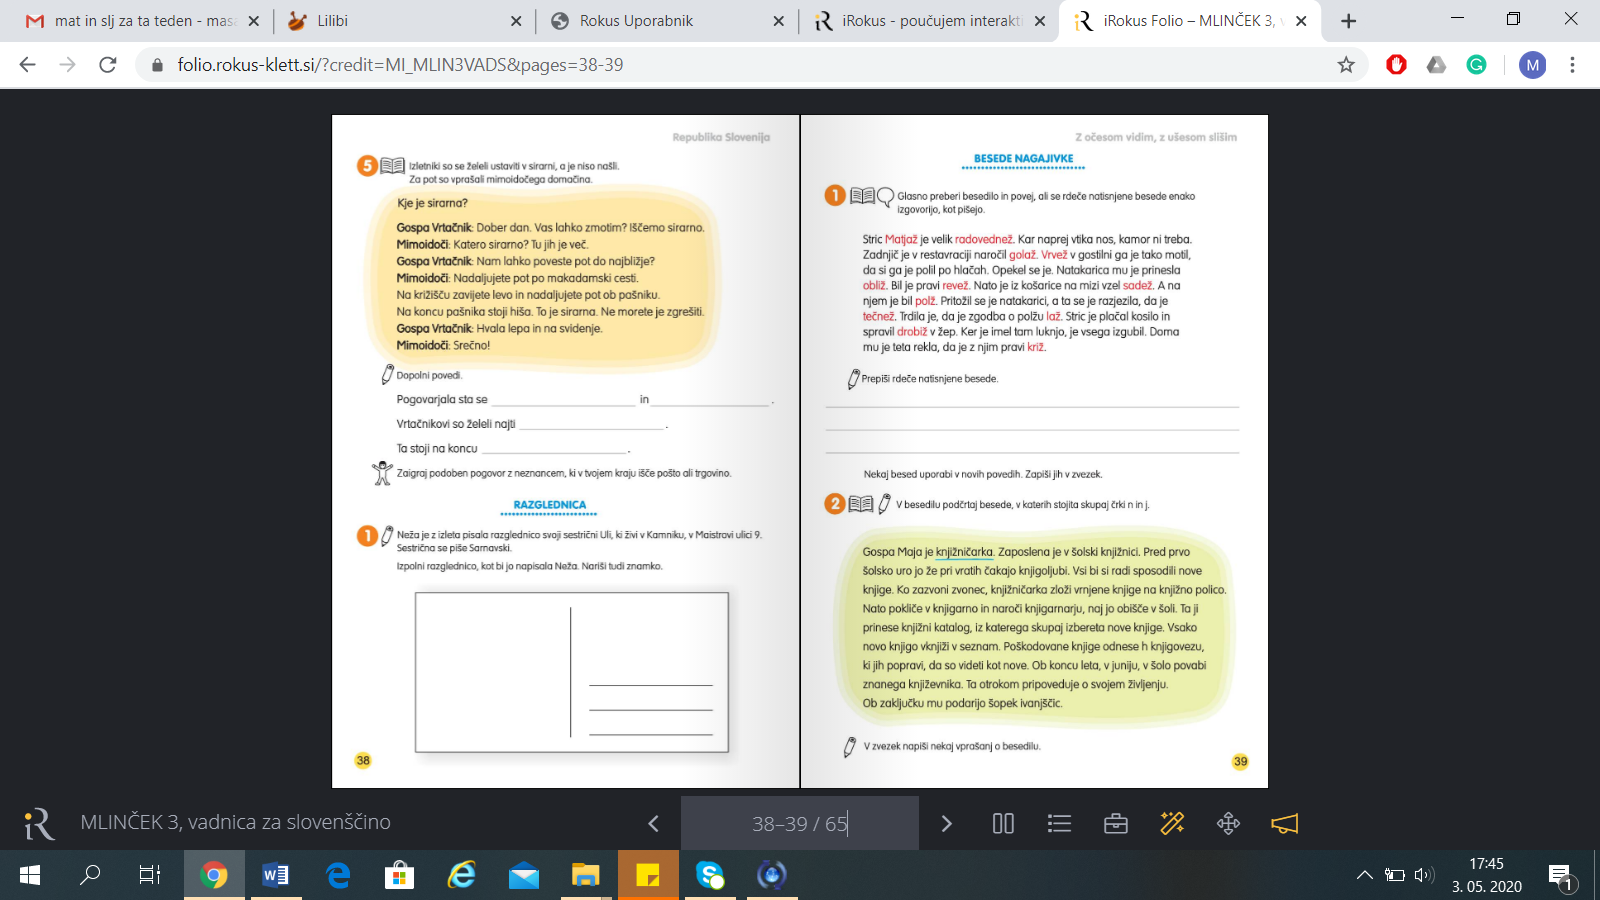 mat in slj za ta teden - mas
Lilibi
Rokus Uporabnik
iRokus - poučujem interakti
iRokus Folio – MLINČEK 3, v
folio.rokus-klett.si/?credit=MI_MLIN3VADS&pages=38-39
M
Republika Slovenija
5 Izletniki so se želeli ustaviti v sirarni, a je niso našli.
Za pot so vprašali mimoidočega domačina.
Kje je sirarna?
Gospa Vrtačnik: Dober dan. Vas lahko zmotim? Iščemo sirarno.
Mimoidoči: Katero sirarno? Tu jih je več.
Gospa Vrtačnik: Nam lahko poveste pot do najbližje?
Mimoidoči: Nadaljujete pot po makadamski cesti.
Na križišču zavijete levo in nadaljujete pot ob pašniku.
Na koncu pašnika stoji hiša. To je sirarna. Ne morete je zgrešiti.
Gospa Vrtačnik: Hvala lepa in na svidenje.
Mimoidoči: Srečno!
Dopolni povedi.
Pogovarjala sta se ____ in ____ .
Vrtačnikovi so želeli najti ____ .
Ta stoji na koncu ____ .
Zaigraj podoben pogovor z neznancem, ki v tvojem kraju išče pošto ali trgovino.
RAZGLEDNICA
1 Neža je z izleta pisala razglednico svoji sestrični Uli, ki živi v Kamniku, v Maistrovi ulici 9.
Sestrična se piše Sarnavski.
Izpolni razglednico, kot bi jo napisala Neža. Nariši tudi znamko.
38
Z očesom vidim, z ušesom slišim
BESEDE NAGAJIVKE
1 Glasno preberi besedilo in povej, ali se rdeče natisnjene besede enako
izgovorijo, kot pišejo.
Stric Matjaž je velik radovednež. Kar naprej vtika nos, kamor ni treba.
Zadnjič je v restavraciji naročil golaž. Vrvež v gostilni ga je tako motil,
da si ga je polil po hlačah. Opekel se je. Natakarica mu je prinesla
obliž. Bil je pravi revež. Nato je iz košarice na mizi vzel sadež. A na
njem je bil polž. Pritožil se je natakarici, a ta se je razjezila, da je
tečnež. Trdila je, da je zgodba o polžu laž. Stric je plačal kosilo in
spravil drobiž v žep. Ker je imel tam luknjo, je vsega izgubil. Doma
mu je teta rekla, da je z njim pravi križ.
Prepiši rdeče natisnjene besede.
Nekaj besed uporabi v novih povedih. Zapiši jih v zvezek.
2 V besedilu podčrtaj besede, v katerih stojita skupaj črki n in j.
Gospa Maja je knjižničarka. Zaposlena je v šolski knjižnici. Pred prvo
šolsko uro jo že pri vratih čakajo knjigoljubi. Vsi bi si radi sposodili nove
knjige. Ko zazvoni zvonec, knjižničarka zloži vrnjene knjige na knjižno polico.
Nato pokliče v knjigarno in naroči knjigarnarju, naj jo obišče v šoli. Ta ji
prinese knjižni katalog, iz katerega skupaj izbereta nove knjige. Vsako
novo knjigo vknjiži v seznam. Poškodovane knjige odnese h knjigovezu,
ki jih popravi, da so videti kot nove. Ob koncu leta, v juniju, v šolo povabi
znanega književnika. Ta otrokom pripoveduje o svojem življenju.
Ob zaključku mu podarijo šopek ivanjščic.
V zvezek napiši nekaj vprašanj o besedilu.
39
iR
MLINČEK 3, vadnica za slovenščino
38–39 / 65
17:45
3. 05. 2020
1